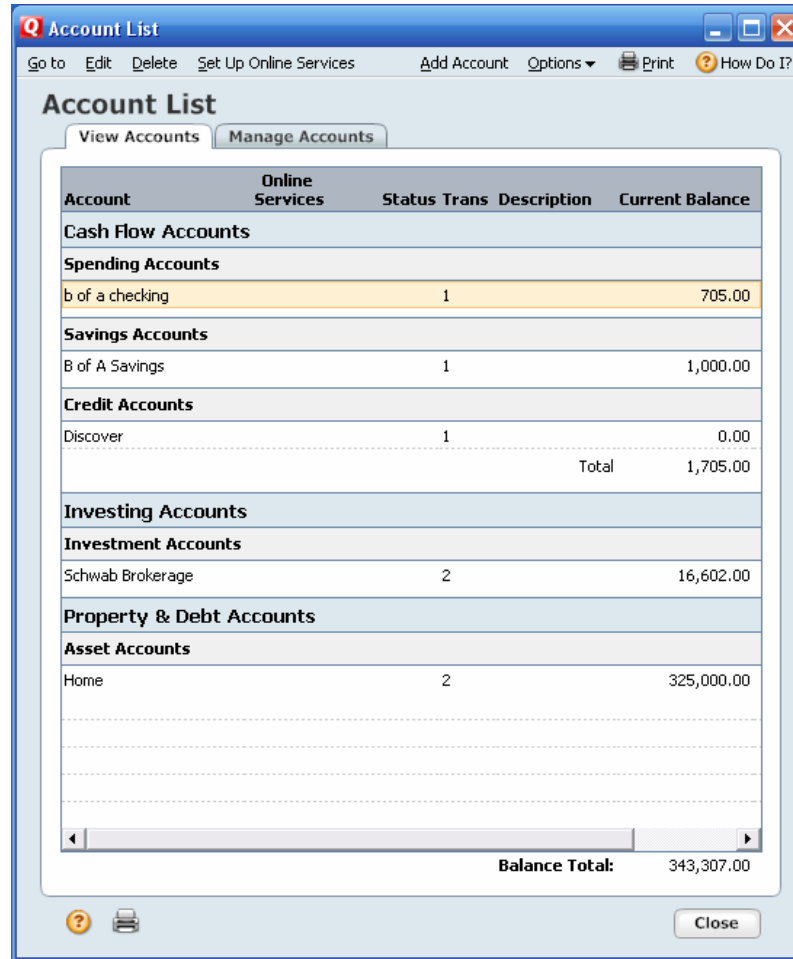 Q Account List
Go to Edit Delete Set Up Online Services Add Account Options Print ? How Do I?
Account List
View Accounts Manage Accounts
Account Online Services Status Trans Description Current Balance
Cash Flow Accounts
Spending Accounts
b of a checking 1 705.00
Savings Accounts
B of A Savings 1 1,000.00
Credit Accounts
Discover 1 0.00
Total 1,705.00
Investing Accounts
Investment Accounts
Schwab Brokerage 2 16,602.00
Property & Debt Accounts
Asset Accounts
Home 2 325,000.00
Balance Total: 343,307.00
? Close